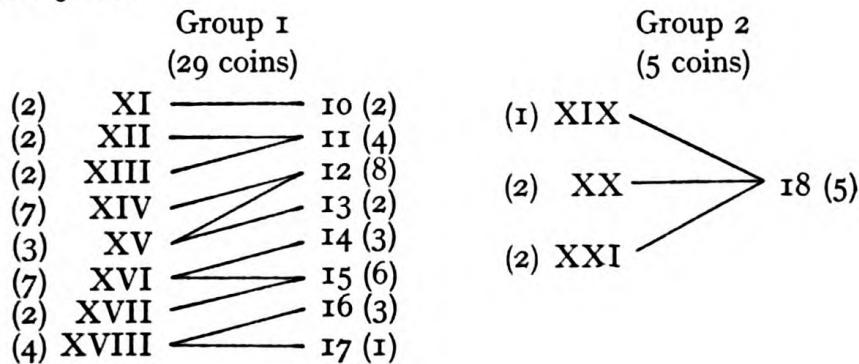 Group 1
(29 coins)
(2) XI 10 (2)
(2) XII 11 (4)
(2) XIII 12 (8)
(7) XIV 13 (2)
(3) XV 14 (3)
(7) XVI 15 (6)
(2) XVII 16 (3)
(4) XVIII 17 (1)
Group 2
(5 coins)
(1) XIX
(2) XX 18 (5)
(2) XXI